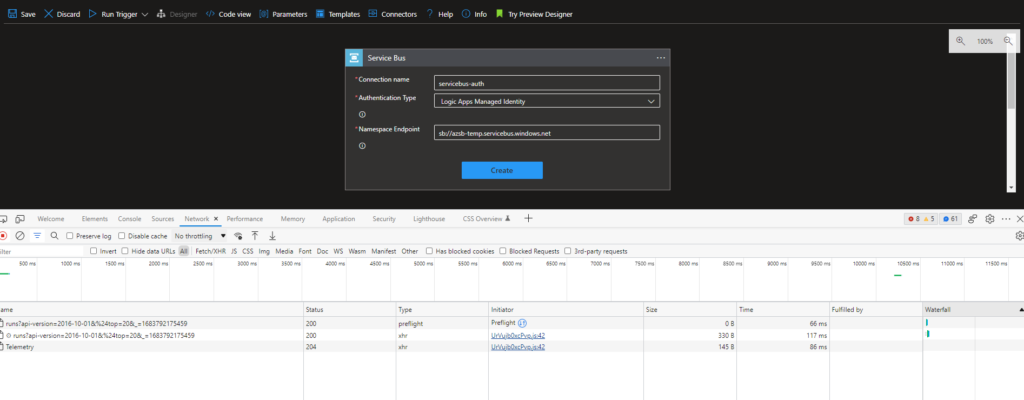 Save Discard Run Trigger Designer Code view Parameters Templates Connectors Help Info Try Preview Designer
100%
Service Bus
*Connection name servicebus-auth
*Authentication Type Logic Apps Managed Identity
*Namespace Endpoint sb//azsb-temp.servicebus.windows.net
Create
Welcome Elements Console Sources Network Performance Memory Application Security Lighthouse CSS Overview 8 5 61
Preserve log Disable cache No throttling
ilter Invert Hide data URLs All Fetch/XHR JS CSS Img Media Font Doc WS Wasm Manifest Other Has blocked cookies Blocked Requests 3rd-party requests
500 ms 1000 ms 1500 ms 2000 ms 2500 ms 3000 ms 3500 ms 4000 ms 4500 ms 5000 ms 5500 ms 6000 ms 6500 ms 7000 ms 7500 ms 8000 ms 8500 ms 9000 ms 9500 ms 10000 ms 10500 ms 11000 ms 11500 ms
ame Status Type Initiator Size Time Fulfilled by Waterfall
runs?api-version=2016-10-01&%24top=20&_=1683792175459 200 preflight Preflight 0 B 66 ms
runs?api-version=2016-10-01&%24top=20&_=1683792175459 200 xhr 330 B 117 ms
Telemetry 204 xhr 145 B 86 ms